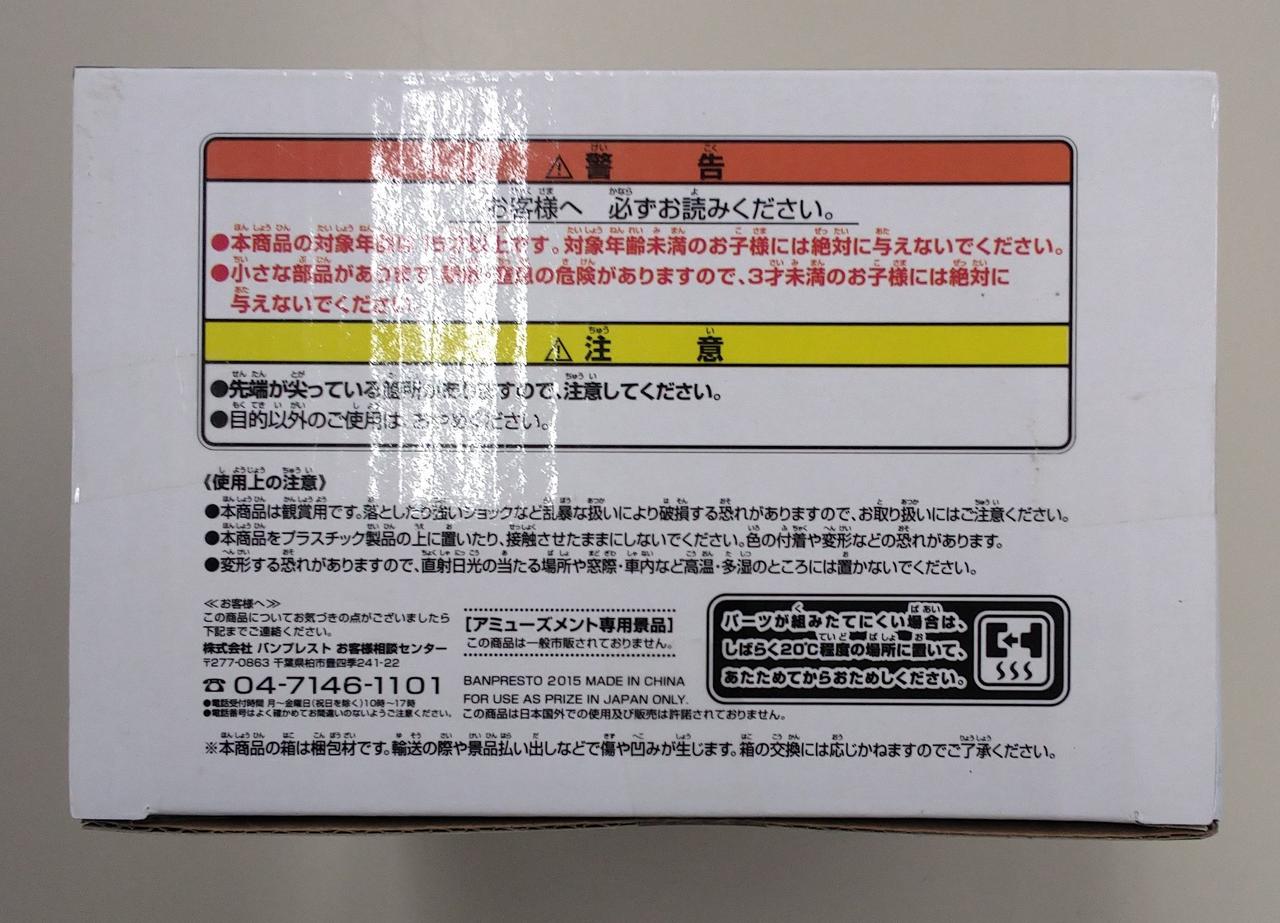 ⚠警告
お客様へ 必ずお読みください。
●本商品の対象年齢は15才以上です。対象年齢未満のお子様には絶対に与えないでください。
●小さな部品があります。窒息の危険がありますので、3才未満のお子様には絶対に
与えないでください。
⚠注意
●先端が尖っている箇所がありますので、注意してください。
●目的以外のご使用は、おやめください。
《使用上の注意》
●本商品は観賞用です。落としたり強いショックなど乱暴な扱いにより破損する恐れがありますので、お取り扱いにはご注意ください。
●本商品をプラスチック製品の上に置いたり、接触させたままにしないでください。色の付着や変形などの恐れがあります。
●変形する恐れがありますので、直射日光の当たる場所や窓際・車内など高温・多湿のところには置かないでください。
≪お客様へ≫
この商品についてお気づきの点がございましたら
下記までご連絡ください。
株式会社 バンプレスト お客様相談センター
〒277-0863 千葉県柏市豊四季241-22
☎04-7146-1101
●電話受付時間 月～金曜日(祝日を除く)10時～17時
●電話番号はよく確かめてお間違いのないようご注意ください。
[アミューズメント専用景品]
この商品は一般市販されておりません。
BANPRESTO 2015 MADE IN CHINA
FOR USE AS PRIZE IN JAPAN ONLY.
この商品は日本国外での使用及び販売は許諾されておりません。
パーツが組みたてにくい場合は、
しばらく20℃程度の場所に置いて、
あたためてからおためしください。
※本商品の箱は梱包材です。輸送の際や景品払い出しなどで傷や凹みが生じます。箱の交換には応じかねますのでご了承ください。